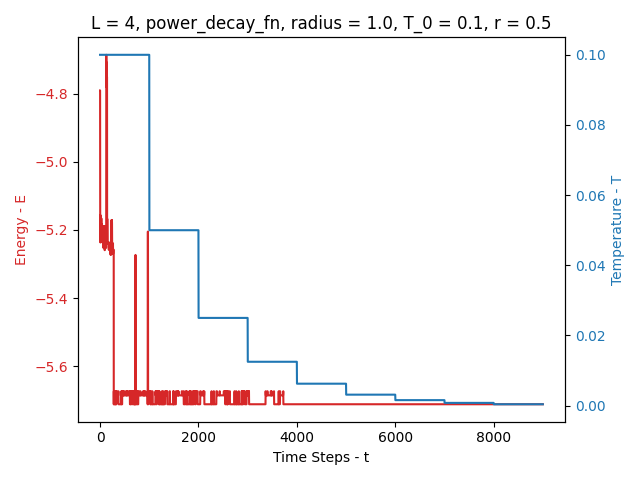 L = 4, power_decay_fn, radius = 1.0, T_0 = 0.1, r = 0.5
Energy - E
−4.8
−5.0
−5.2
−5.4
−5.6
0.10
0.08
0.06
0.04
0.02
0.00
Temperature - T
0 2000 4000 6000 8000
Time Steps - t